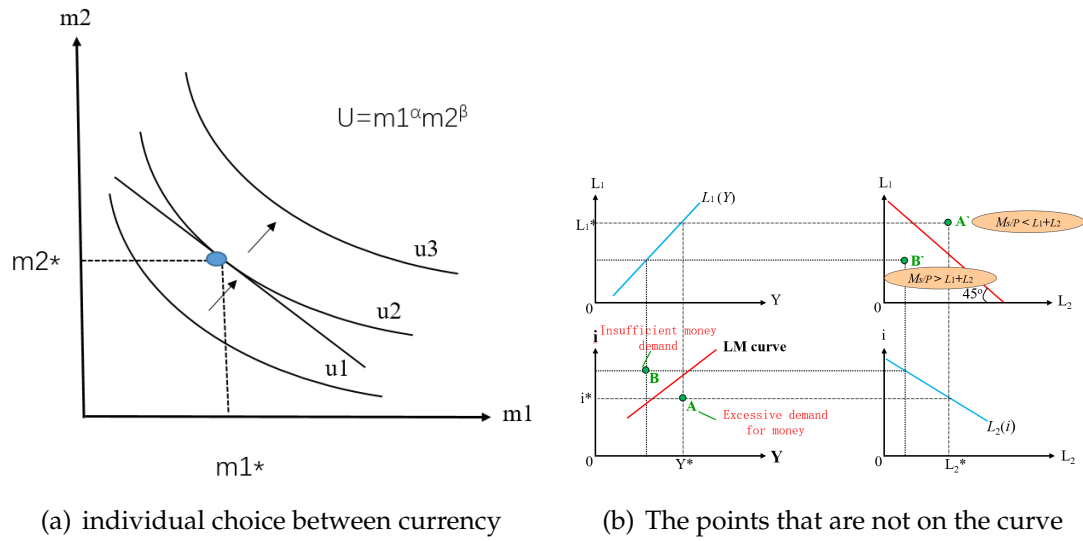 m2
U=m1^αm2^β
u3
m2*
u2
u1
m1
m1*
L₁
L₁(Y)
L₁*
0
Y
L₁
A`
Mₛ/P < L₁+L₂
B`
Mₛ/P > L₁+L₂
45°
0
L₂
i
Insufficient money
demand
LM curve
B
i*
A
Excessive demand
for money
0
Y*
Y
i
L₂(i)
0
L₂*
L₂
(a) individual choice between currency
(b) The points that are not on the curve